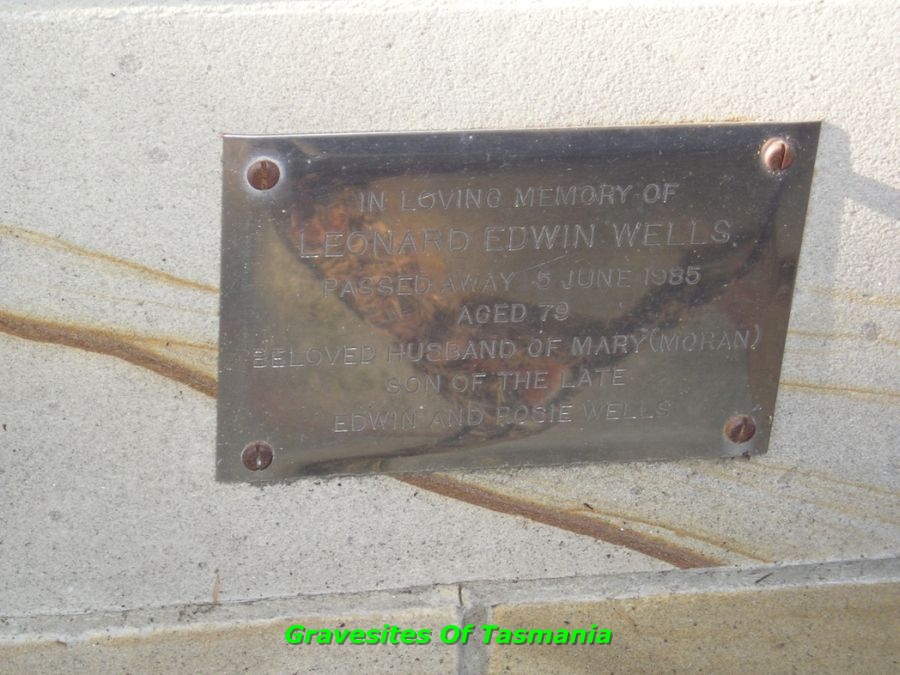 IN LOVING MEMORY OF
LEONARD EDWIN WELLS
PASSED AWAY 5 JUNE 1985
AGED 79
BELOVED HUSBAND OF MARY (MORAN)
SON OF THE LATE
EDWIN AND ROSIE WELLS
Gravesites Of Tasmania